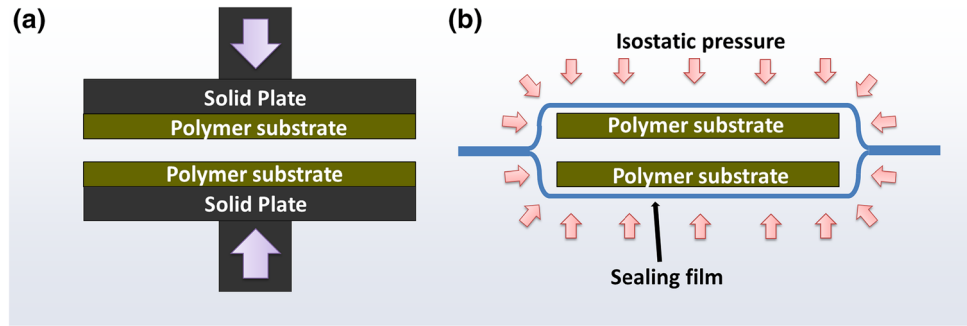 (a)
Solid Plate
Polymer substrate
Polymer substrate
Solid Plate
(b)
Isostatic pressure
Polymer substrate
Polymer substrate
Sealing film